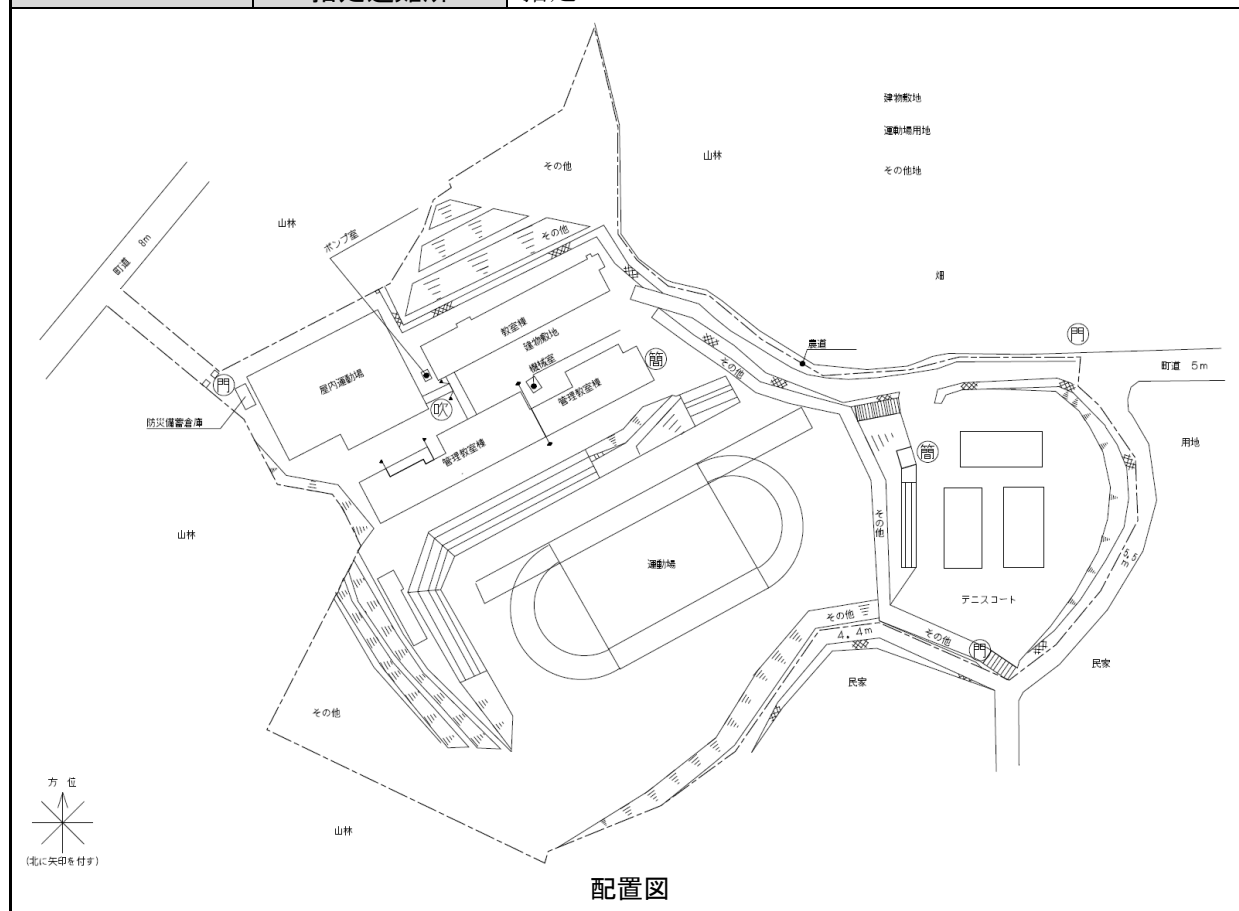 建物敷地
運動場用地
その他地
山林
その他
山林
町道 8m
ポンプ室
その他
畑
門
教室棟
建物敷地
機械室
簡
農道
町道 5m
その他
門
屋内運動場
管理教室棟
吹
防災備蓄倉庫
管理教室棟
用地
簡
山林
その他
運動場
5.5m
テニスコート
その他
4.4m
その他
門
民家
民家
その他
方位
(北に矢印を付す)
山林
配置図